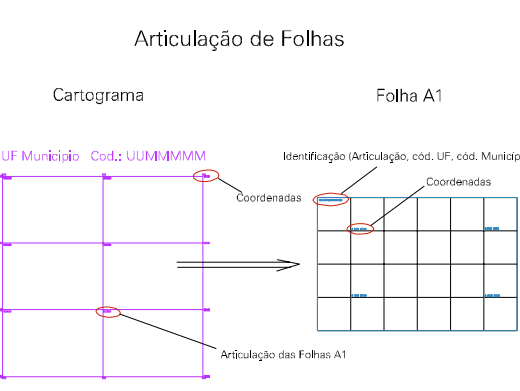 Articulação de Folhas
Cartograma
Folha A1
UF Municipio Cod.: UUMMMMM
Identificação (Articulação, cód. UF, cód. Municíp
Coordenadas
Coordenadas
Articulação das Folhas A1